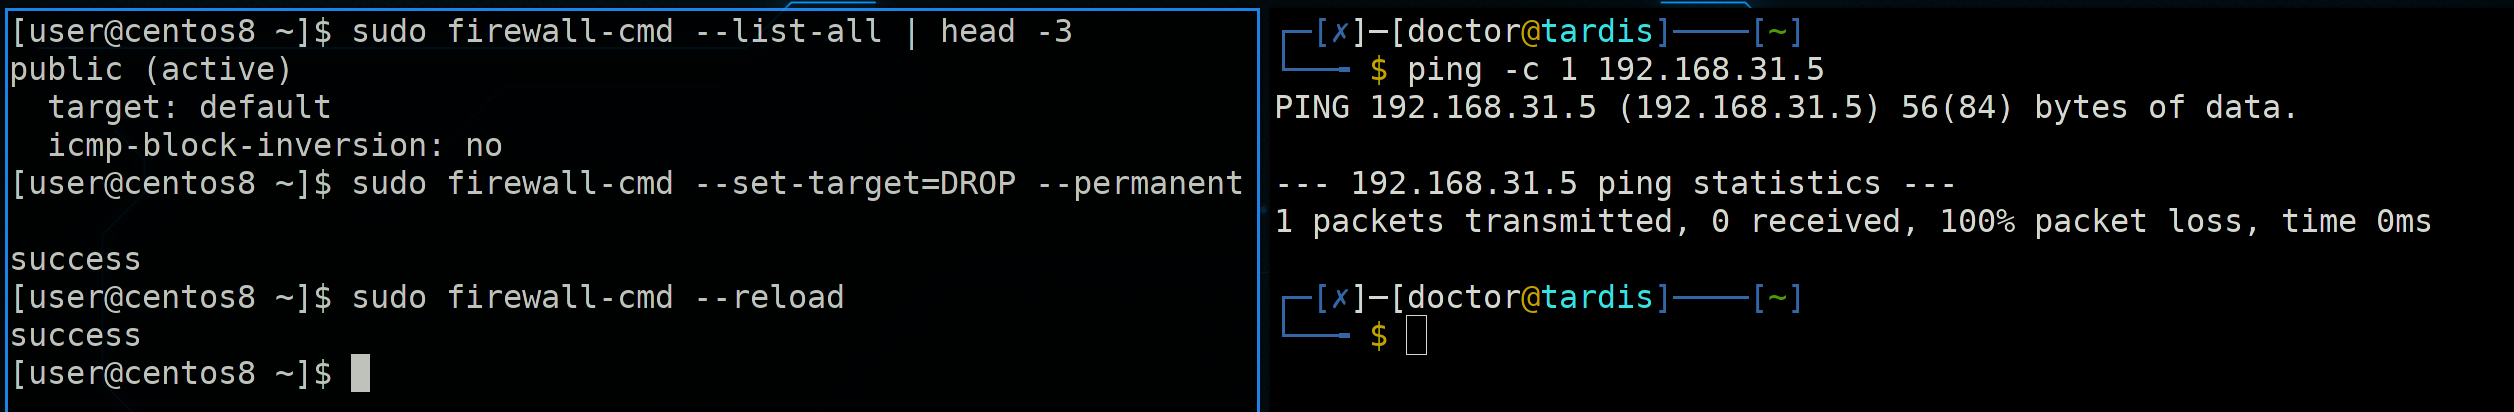 [user@centos8 ~]$ sudo firewall-cmd --list-all | head -3
public (active)
  target: default
  icmp-block-inversion: no
[user@centos8 ~]$ sudo firewall-cmd --set-target=DROP --permanent
success
[user@centos8 ~]$ sudo firewall-cmd --reload
success
[user@centos8 ~]$
┌─[✗]─[doctor@tardis]────[~]
└──╼ $ ping -c 1 192.168.31.5
PING 192.168.31.5 (192.168.31.5) 56(84) bytes of data.
--- 192.168.31.5 ping statistics ---
1 packets transmitted, 0 received, 100% packet loss, time 0ms
┌─[✗]─[doctor@tardis]────[~]
└──╼ $